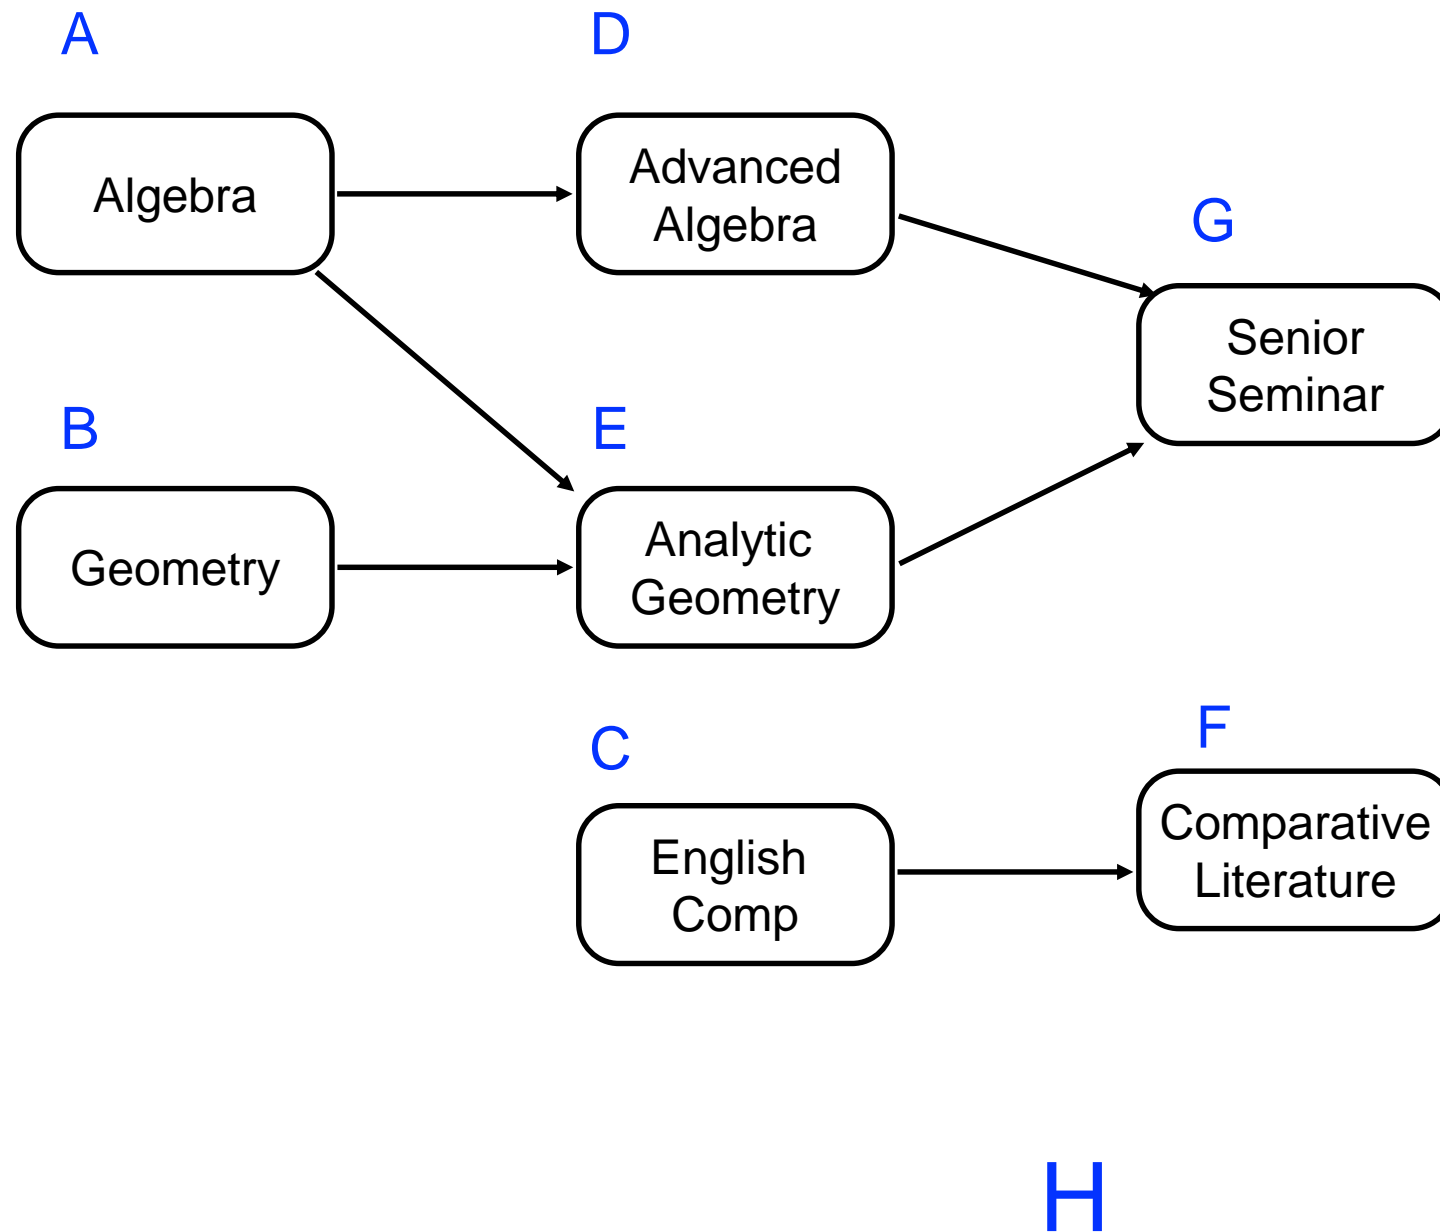 A
D
Algebra
Advanced
Algebra
G
Senior
Seminar
B
E
Geometry
Analytic
Geometry
C
F
English
Comp
Comparative
Literature
H